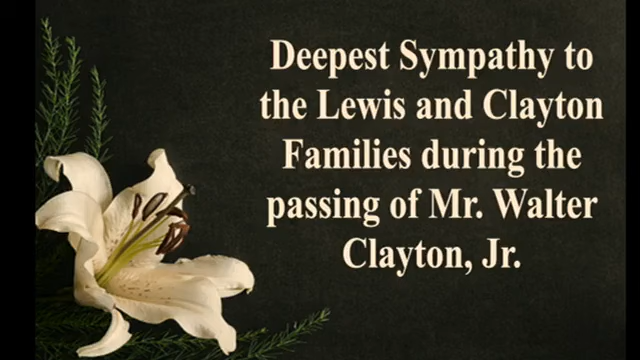 Deepest Sympathy to
the Lewis and Clayton
Families during the
passing of Mr. Walter
Clayton, Jr.